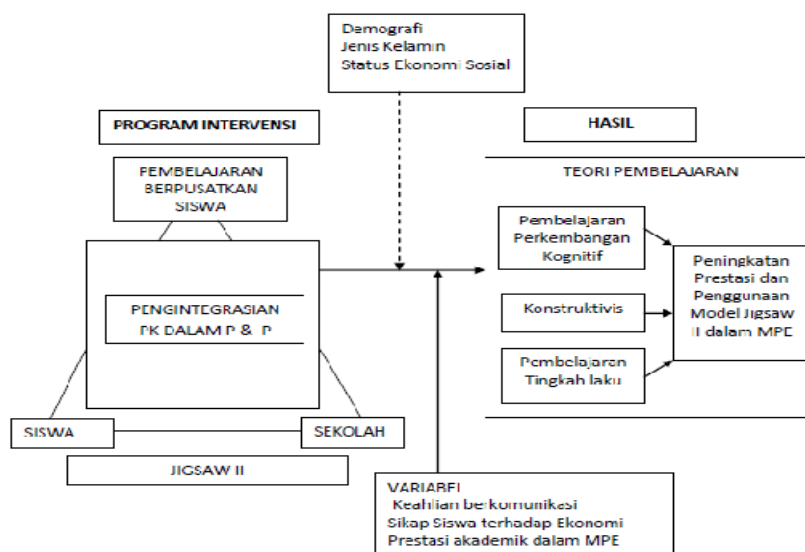 Demografi
Jenis Kelamin
Status Ekonomi Sosial
PROGRAM INTERVENSI
HASIL
PEMBELAJARAN
BERPUSATKAN
SISWA
TEORI PEMBELAJARAN
Pembelajaran
Perkembangan
Kognitif
Konstruktivis
Pembelajaran
Tingkah laku
Peningkatan
Prestasi dan
Penggunaan
Model Jigsaw
II dalam MPE
PENGINTEGRASIAN
PK DALAM P & P
SISWA
SEKOLAH
JIGSAW II
VARIABEL
Keahlian berkomunikasi
Sikap Siswa terhadap Ekonomi
Prestasi akademik dalam MPE